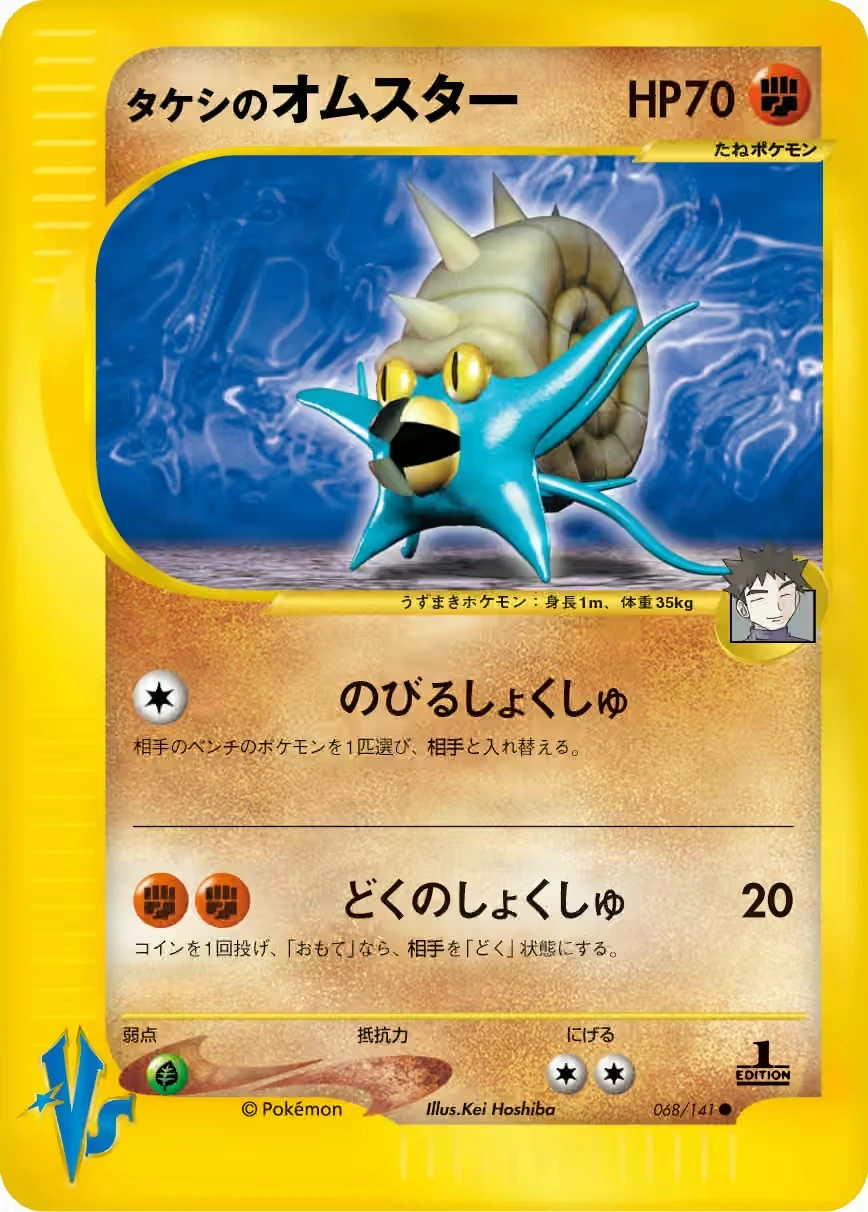 タケシのオムスター HP70
たねポケモン
うずまきポケモン：身長1m、体重35kg
のびるしょくしゅ
相手のベンチのポケモンを1匹選び、相手と入れ替える。
どくのしょくしゅ 20
コインを1回投げ、「おもて」なら、相手を「どく」状態にする。
弱点 抵抗力 にげる
1
EDITION
VS
© Pokémon Illus.Kei Hoshiba 068/141●